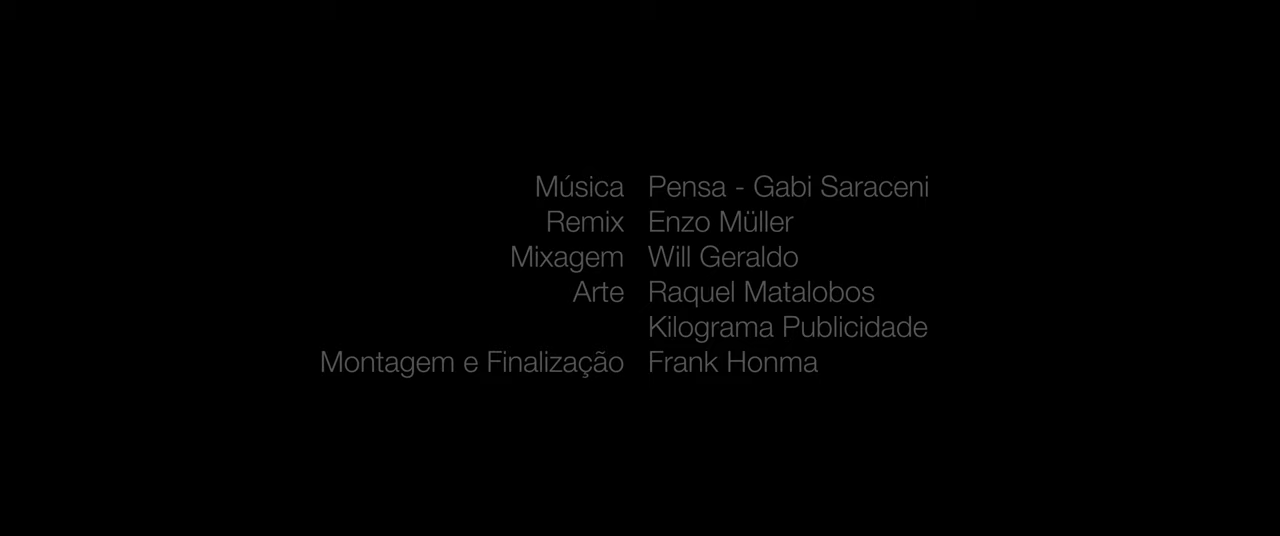 Música Pensa - Gabi Saraceni
Remix Enzo Müller
Mixagem Will Geraldo
Arte Raquel Matalobos
Kilograma Publicidade
Montagem e Finalização Frank Honma